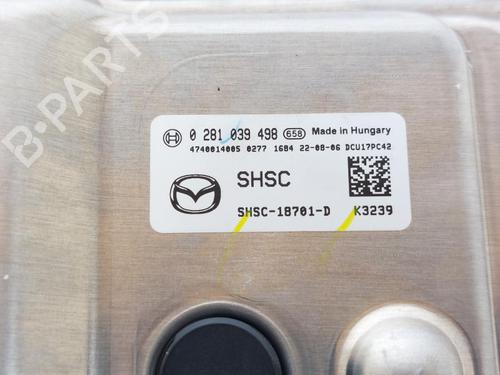 0 281 039 498 658 Made in Hungary
4740014005 0277 1684 22-08-06 DCU17PC42
SHSC
SHSC-18701-D K3239
B-PARTS